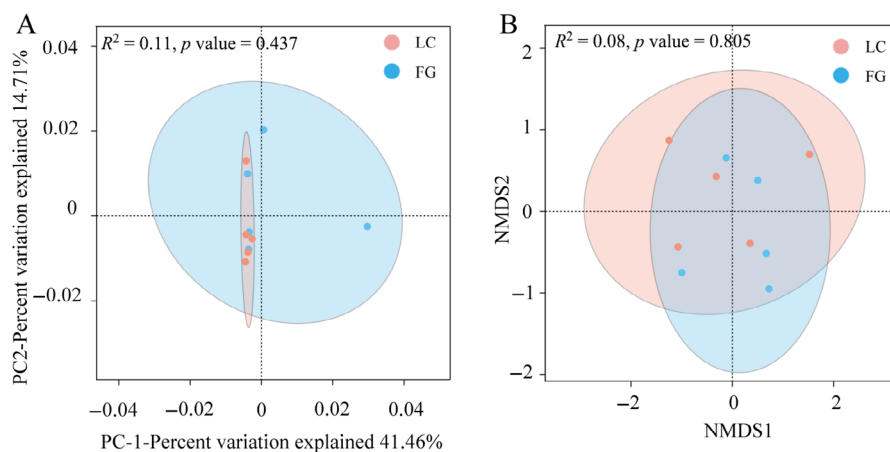 A
R² = 0.11, p value = 0.437
LC
FG
0.04
0.02
0
−0.02
PC2-Percent variation explained 14.71%
−0.04
−0.02
0
0.02
0.04
PC-1-Percent variation explained 41.46%
B
R² = 0.08, p value = 0.805
LC
FG
2
1
0
−1
−2
NMDS2
−2
0
2
NMDS1